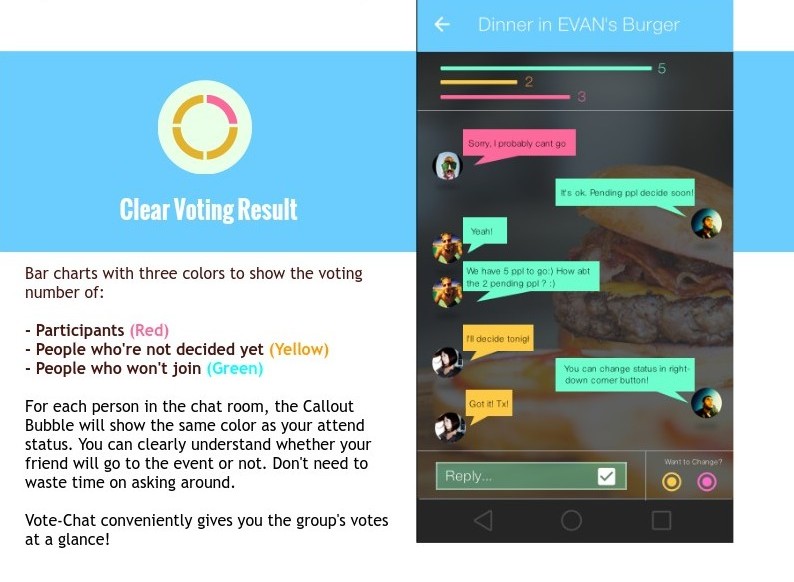 Dinner in EVAN's Burger
5
2
3
Clear Voting Result
Bar charts with three colors to show the voting
number of:
- Participants (Red)
- People who're not decided yet (Yellow)
- People who won't join (Green)
For each person in the chat room, the Callout
Bubble will show the same color as your attend
status. You can clearly understand whether your
friend will go to the event or not. Don't need to
waste time on asking around.
Vote-Chat conveniently gives you the group's votes
at a glance!
Sorry, I probably cant go
It's ok. Pending ppl decide soon!
Yeah!
We have 5 ppl to go:) How abt
the 2 pending ppl ? :)
I'll decide tonig!
You can change status in right-
down corner button!
Got it! Tx!
Reply...
Want to Change?